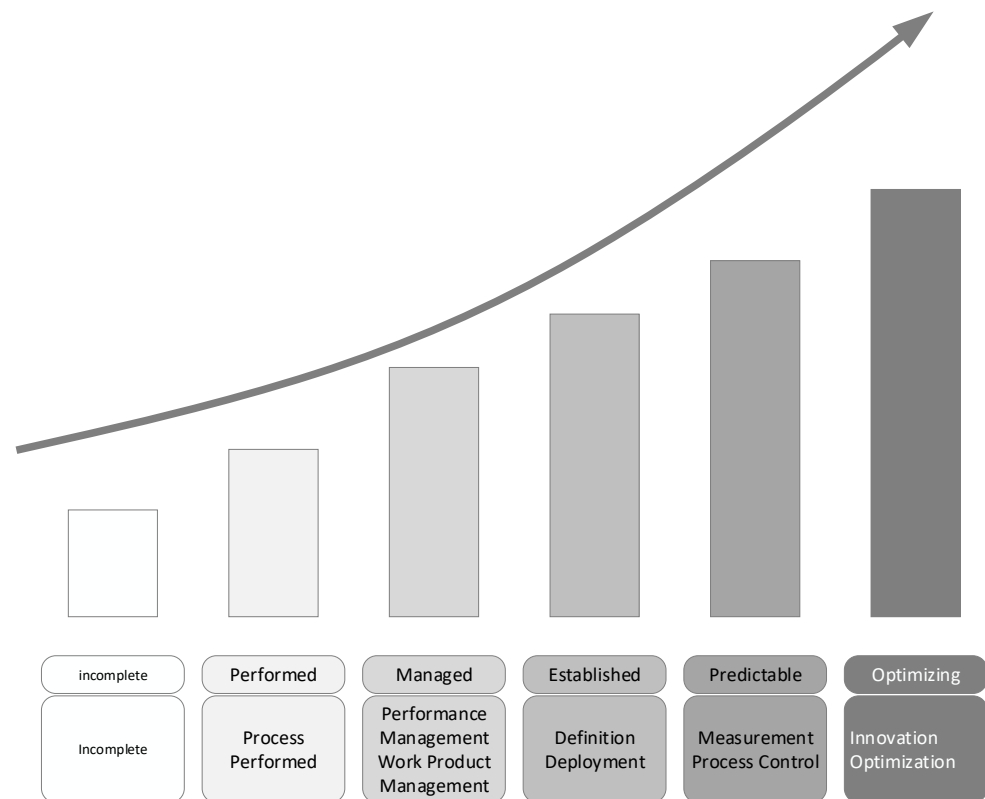 incomplete
Performed
Managed
Established
Predictable
Optimizing
Incomplete
Process
Performed
Performance
Management
Work Product
Management
Definition
Deployment
Measurement
Process Control
Innovation
Optimization